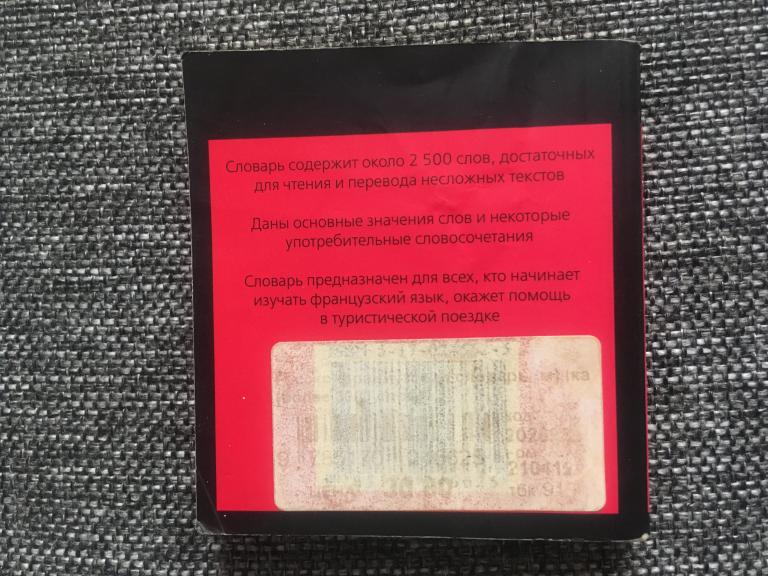 Словарь содержит около 2 500 слов, достаточных
для чтения и перевода несложных текстов
Даны основные значения слов и некоторые
употребительные словосочетания
Словарь предназначен для всех, кто начинает
изучать французский язык, окажет помощь
в туристической поездке
210411